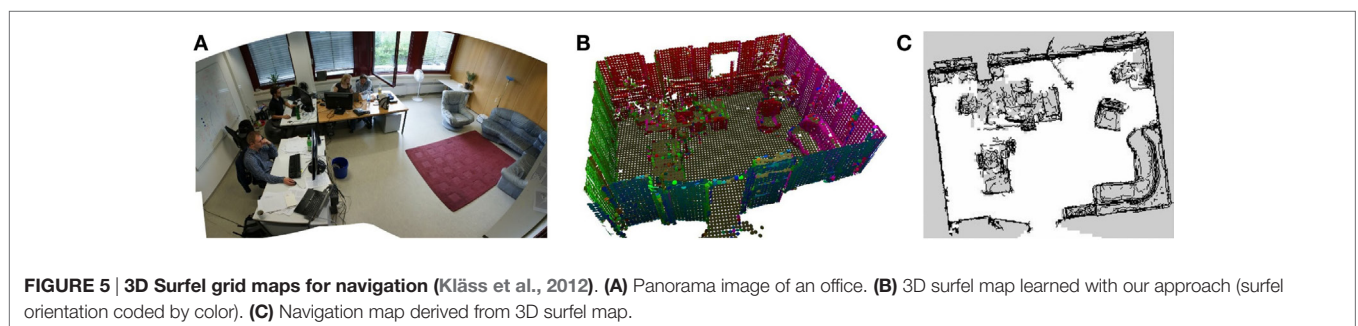 A
B
C
FIGURE 5 | 3D Surfel grid maps for navigation (Kläss et al., 2012). (A) Panorama image of an office. (B) 3D surfel map learned with our approach (surfel
orientation coded by color). (C) Navigation map derived from 3D surfel map.